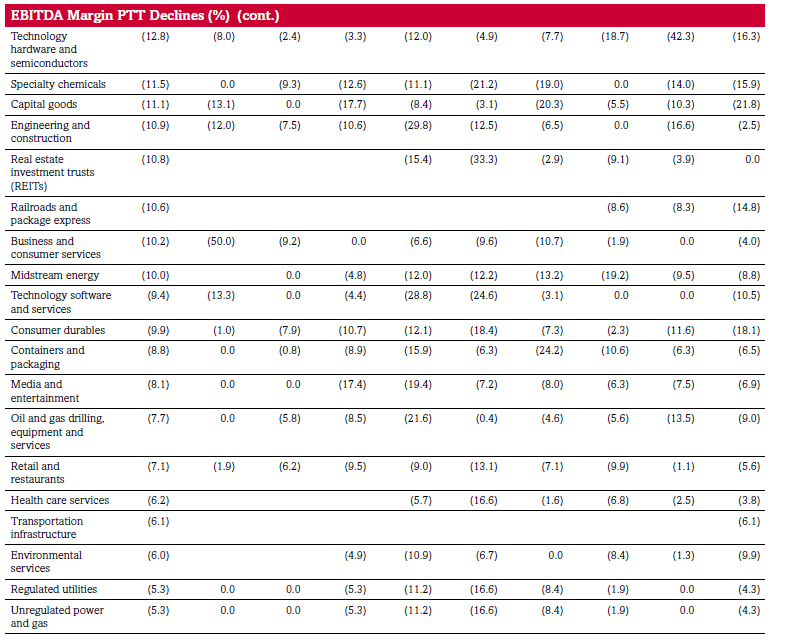 EBITDA Margin PTT Declines (%) (cont.)
Technology (12.8) (8.0) (2.4) (3.3) (12.0) (4.9) (7.7) (18.7) (42.3) (16.3)
hardware and
semiconductors
Specialty chemicals (11.5) 0.0 (9.3) (12.6) (11.1) (21.2) (19.0) 0.0 (14.0) (15.9)
Capital goods (11.1) (13.1) 0.0 (17.7) (8.4) (3.1) (20.3) (5.5) (10.3) (21.8)
Engineering and (10.9) (12.0) (7.5) (10.6) (29.8) (12.5) (6.5) 0.0 (16.6) (2.5)
construction
Real estate (10.8) (15.4) (33.3) (2.9) (9.1) (3.9) 0.0
investment trusts
(REITs)
Railroads and (10.6) (8.6) (8.3) (14.8)
package express
Business and (10.2) (50.0) (9.2) 0.0 (6.6) (9.6) (10.7) (1.9) 0.0 (4.0)
consumer services
Midstream energy (10.0) 0.0 (4.8) (12.0) (12.2) (13.2) (19.2) (9.5) (8.8)
Technology software (9.4) (13.3) 0.0 (4.4) (28.8) (24.6) (3.1) 0.0 0.0 (10.5)
and services
Consumer durables (9.9) (1.0) (7.9) (10.7) (12.1) (18.4) (7.3) (2.3) (11.6) (18.1)
Containers and (8.8) 0.0 (0.8) (8.9) (15.9) (6.3) (24.2) (10.6) (6.3) (6.5)
packaging
Media and (8.1) 0.0 0.0 (17.4) (19.4) (7.2) (8.0) (6.3) (7.5) (6.9)
entertainment
Oil and gas drilling, (7.7) 0.0 (5.8) (8.5) (21.6) (0.4) (4.6) (5.6) (13.5) (9.0)
equipment and
services
Retail and (7.1) (1.9) (6.2) (9.5) (9.0) (13.1) (7.1) (9.9) (1.1) (5.6)
restaurants
Health care services (6.2) (5.7) (16.6) (1.6) (6.8) (2.5) (3.8)
Transportation (6.1) (6.1)
infrastructure
Environmental (6.0) (4.9) (10.9) (6.7) 0.0 (8.4) (1.3) (9.9)
services
Regulated utilities (5.3) 0.0 0.0 (5.3) (11.2) (16.6) (8.4) (1.9) 0.0 (4.3)
Unregulated power (5.3) 0.0 0.0 (5.3) (11.2) (16.6) (8.4) (1.9) 0.0 (4.3)
and gas